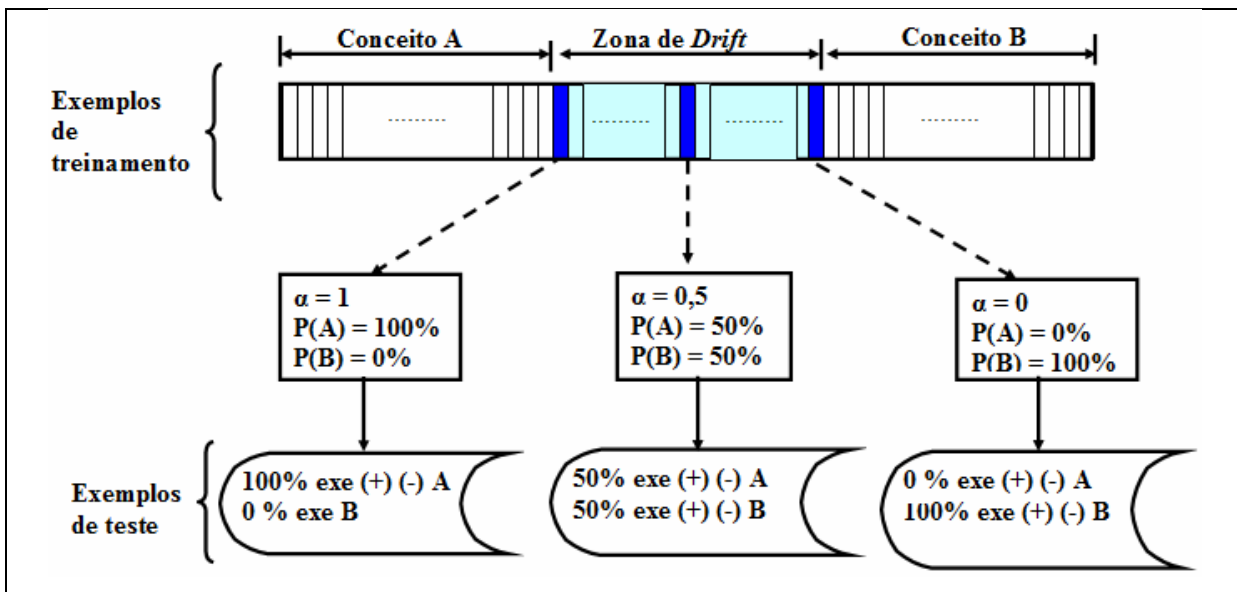 Conceito A
Zona de Drift
Conceito B
Exemplos
de
treinamento
---------
---------
---------
---------
α = 1
P(A) = 100%
P(B) = 0%
α = 0,5
P(A) = 50%
P(B) = 50%
α = 0
P(A) = 0%
P(B) = 100%
Exemplos
de teste
100% exe (+) (-) A
0 % exe B
50% exe (+) (-) A
50% exe (+) (-) B
0 % exe (+) (-) A
100% exe (+) (-) B